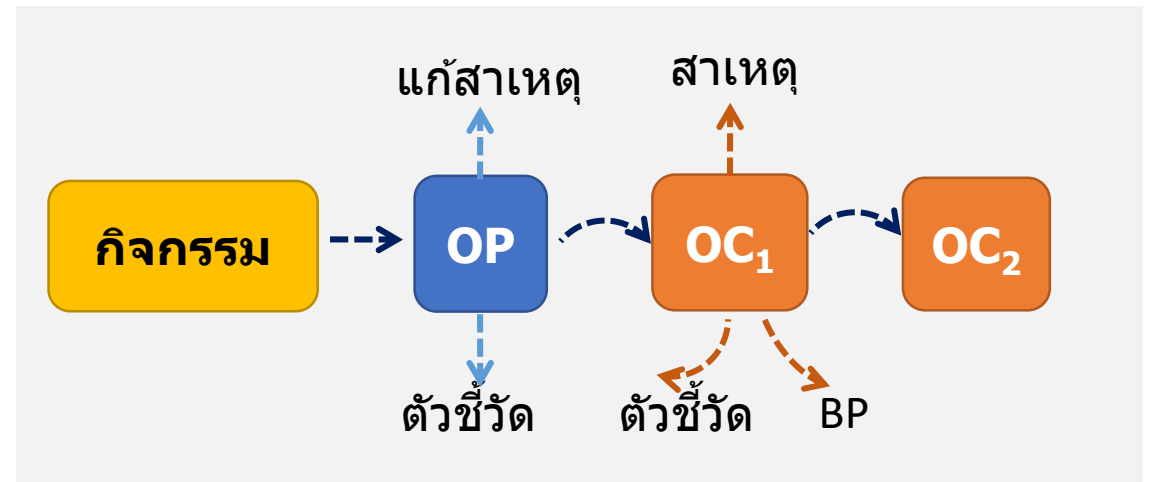 แก้สาเหตุ
สาเหตุ
กิจกรรม
OP
OC₁
OC₂
ตัวชี้วัด
ตัวชี้วัด
BP